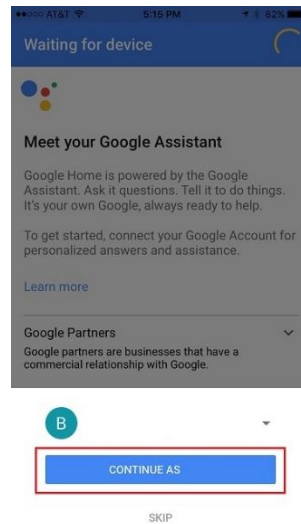 ●●○○○ AT&T 5:15 PM 82%
Waiting for device
Meet your Google Assistant
Google Home is powered by the Google
Assistant. Ask it questions. Tell it to do things.
It's your own Google, always ready to help.
To get started, connect your Google Account for
personalized answers and assistance.
Learn more
Google Partners
Google partners are businesses that have a
commercial relationship with Google.
B
CONTINUE AS
SKIP